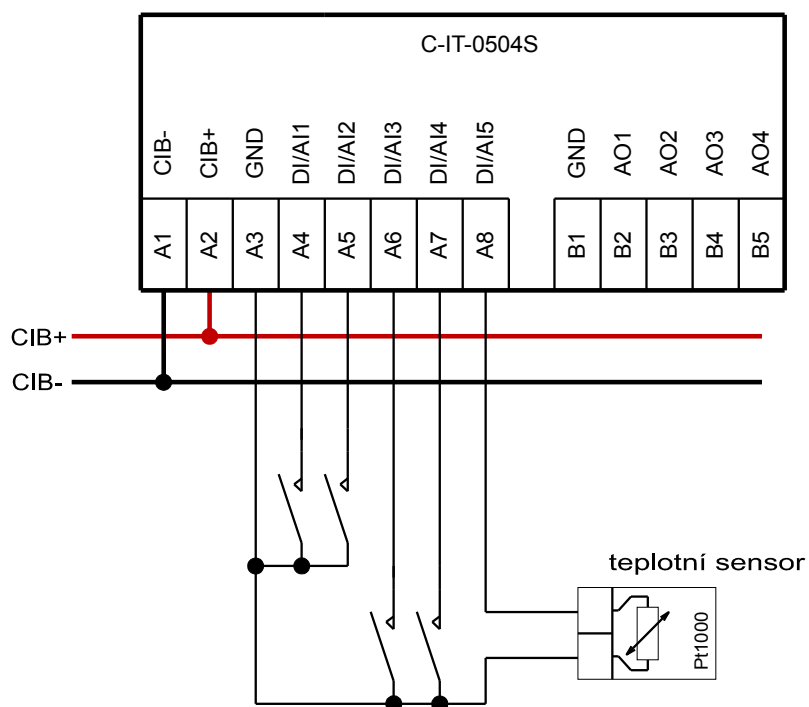 C-IT-0504S
CIB-
CIB+
GND
DI/AI1
DI/AI2
DI/AI3
DI/AI4
DI/AI5
GND
AO1
AO2
AO3
AO4
A1
A2
A3
A4
A5
A6
A7
A8
B1
B2
B3
B4
B5
CIB+
CIB-
teplotní sensor
Pt1000